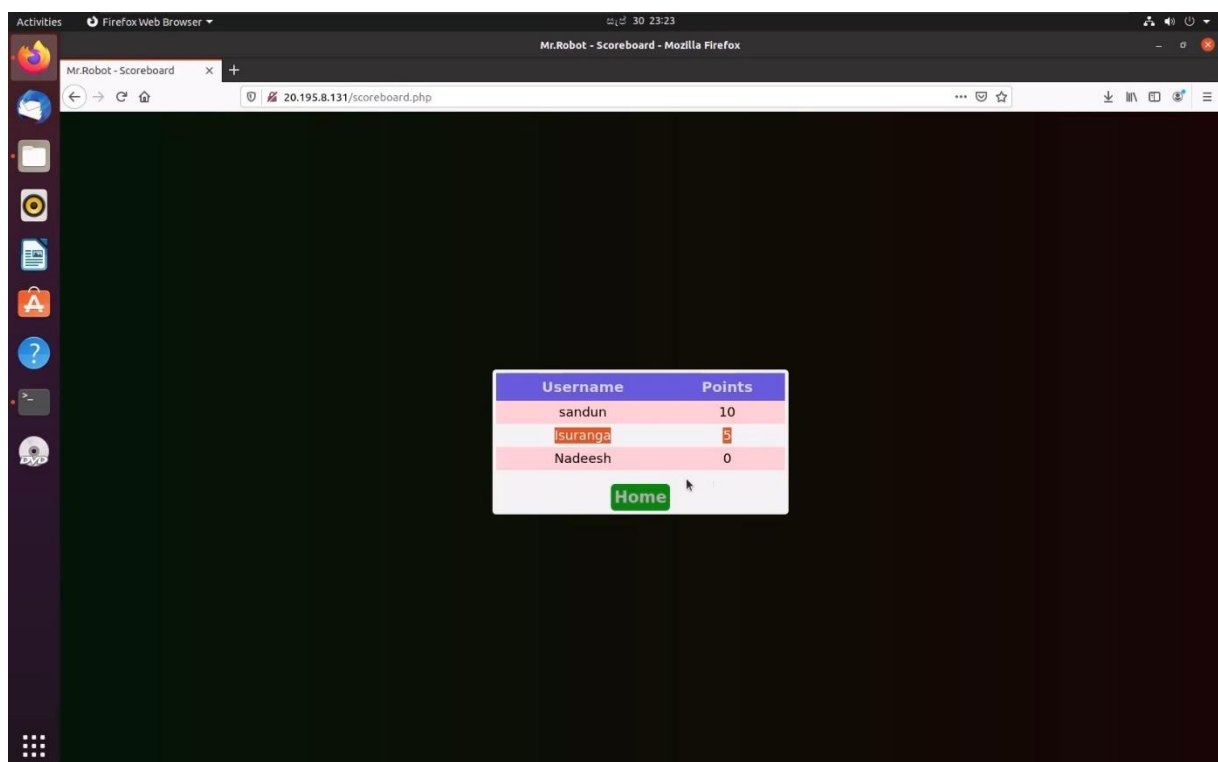 Activities Firefox Web Browser සැප් 30 23:23
Mr.Robot - Scoreboard - Mozilla Firefox
Mr.Robot - Scoreboard
20.195.8.131/scoreboard.php
Username Points
sandun 10
Isuranga 5
Nadeesh 0
Home
DVD